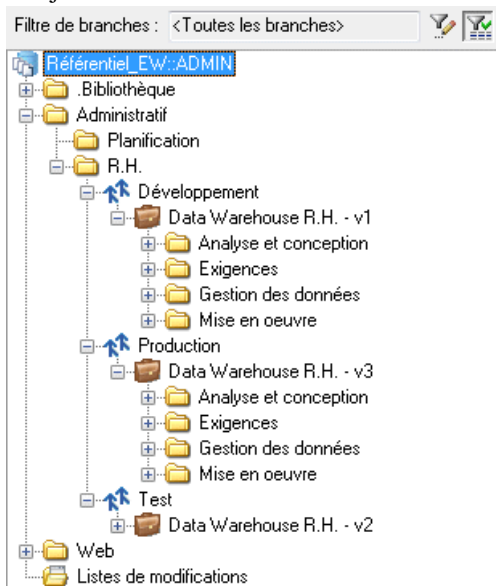 Filtre de branches : <Toutes les branches>
Référentiel_EW::ADMIN
.Bibliothèque
Administratif
Planification
R.H.
Développement
Data Warehouse R.H. - v1
Analyse et conception
Exigences
Gestion des données
Mise en oeuvre
Production
Data Warehouse R.H. - v3
Analyse et conception
Exigences
Gestion des données
Mise en oeuvre
Test
Data Warehouse R.H. - v2
Web
Listes de modifications